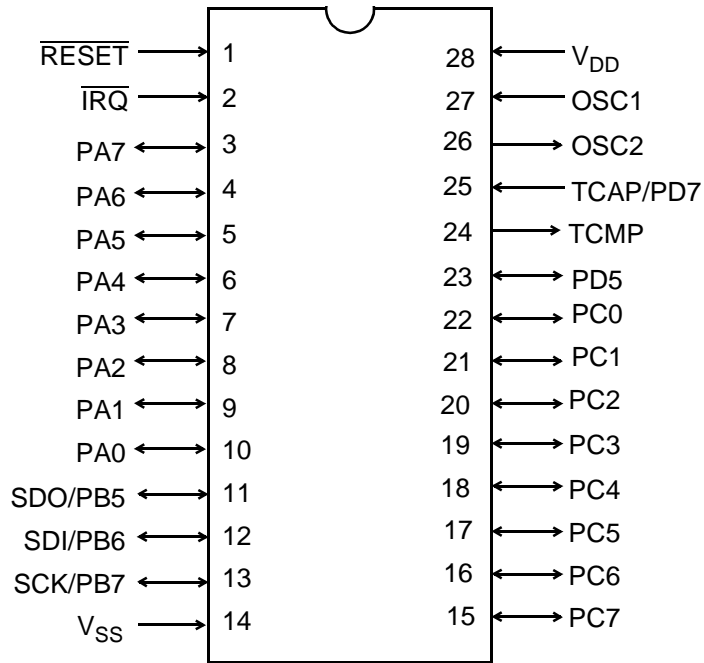 RESET 1 28 VDD
IRQ 2 27 OSC1
PA7 3 26 OSC2
PA6 4 25 TCAP/PD7
PA5 5 24 TCMP
PA4 6 23 PD5
PA3 7 22 PC0
PA2 8 21 PC1
PA1 9 20 PC2
PA0 10 19 PC3
SDO/PB5 11 18 PC4
SDI/PB6 12 17 PC5
SCK/PB7 13 16 PC6
VSS 14 15 PC7